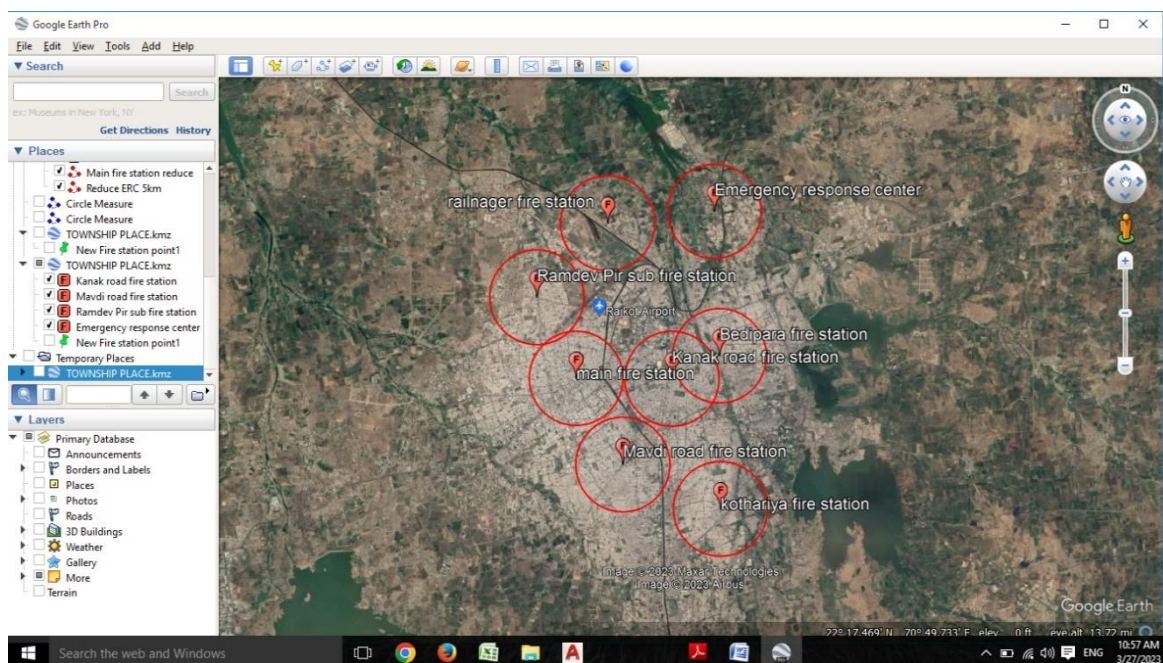 Google Earth Pro
File Edit View Tools Add Help
Search
Search
ex: Museums in New York, NY
Get Directions History
Places
Main fire station reduce
Reduce ERC 5km
Circle Measure
Circle Measure
TOWNSHIP PLACE.kmz
New Fire station point1
TOWNSHIP PLACE.kmz
Kanak road fire station
Mavdi road fire station
Ramdev Pir sub fire station
Emergency response center
New Fire station point1
Temporary Places
TOWNSHIP PLACE.kmz
Layers
Primary Database
Announcements
Borders and Labels
Places
Photos
Roads
3D Buildings
Weather
Gallery
More
Terrain
N
Emergency response center
railnager fire station
Ramdev Pir sub fire station
Rajkot Airport
Bedipara fire station
Kanak road fire station
main fire station
Mavdi road fire station
kothariya fire station
Image © 2023 Maxar Technologies
Image © 2023 Airbus
Google Earth
22° 17.469' N 70° 49.733' E elev 0 ft eye alt 13.72 mi
Search the web and Windows
ENG
10:57 AM
3/27/2023